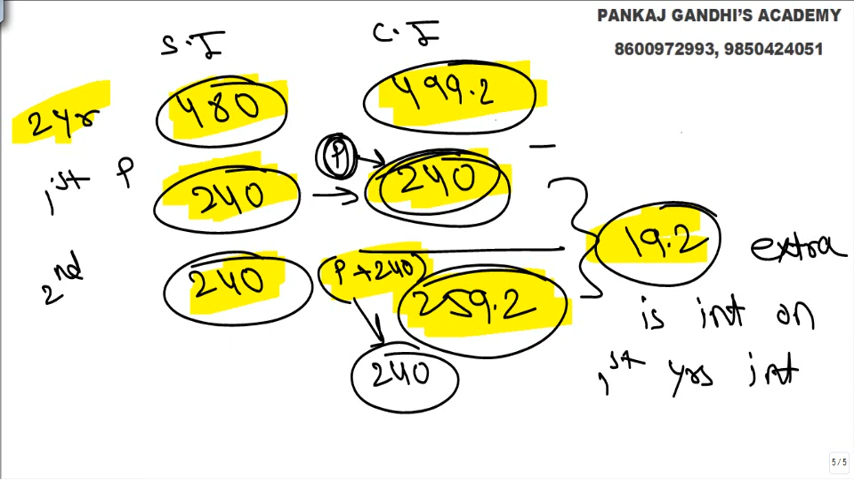 PANKAJ GANDHI'S ACADEMY
8600972993, 9850424051
S.I C.I
2yr 480 499.2
1st P 240 P 240
19.2 extra
2nd 240 P+240 259.2
is int on
240
1st yrs int
5/5